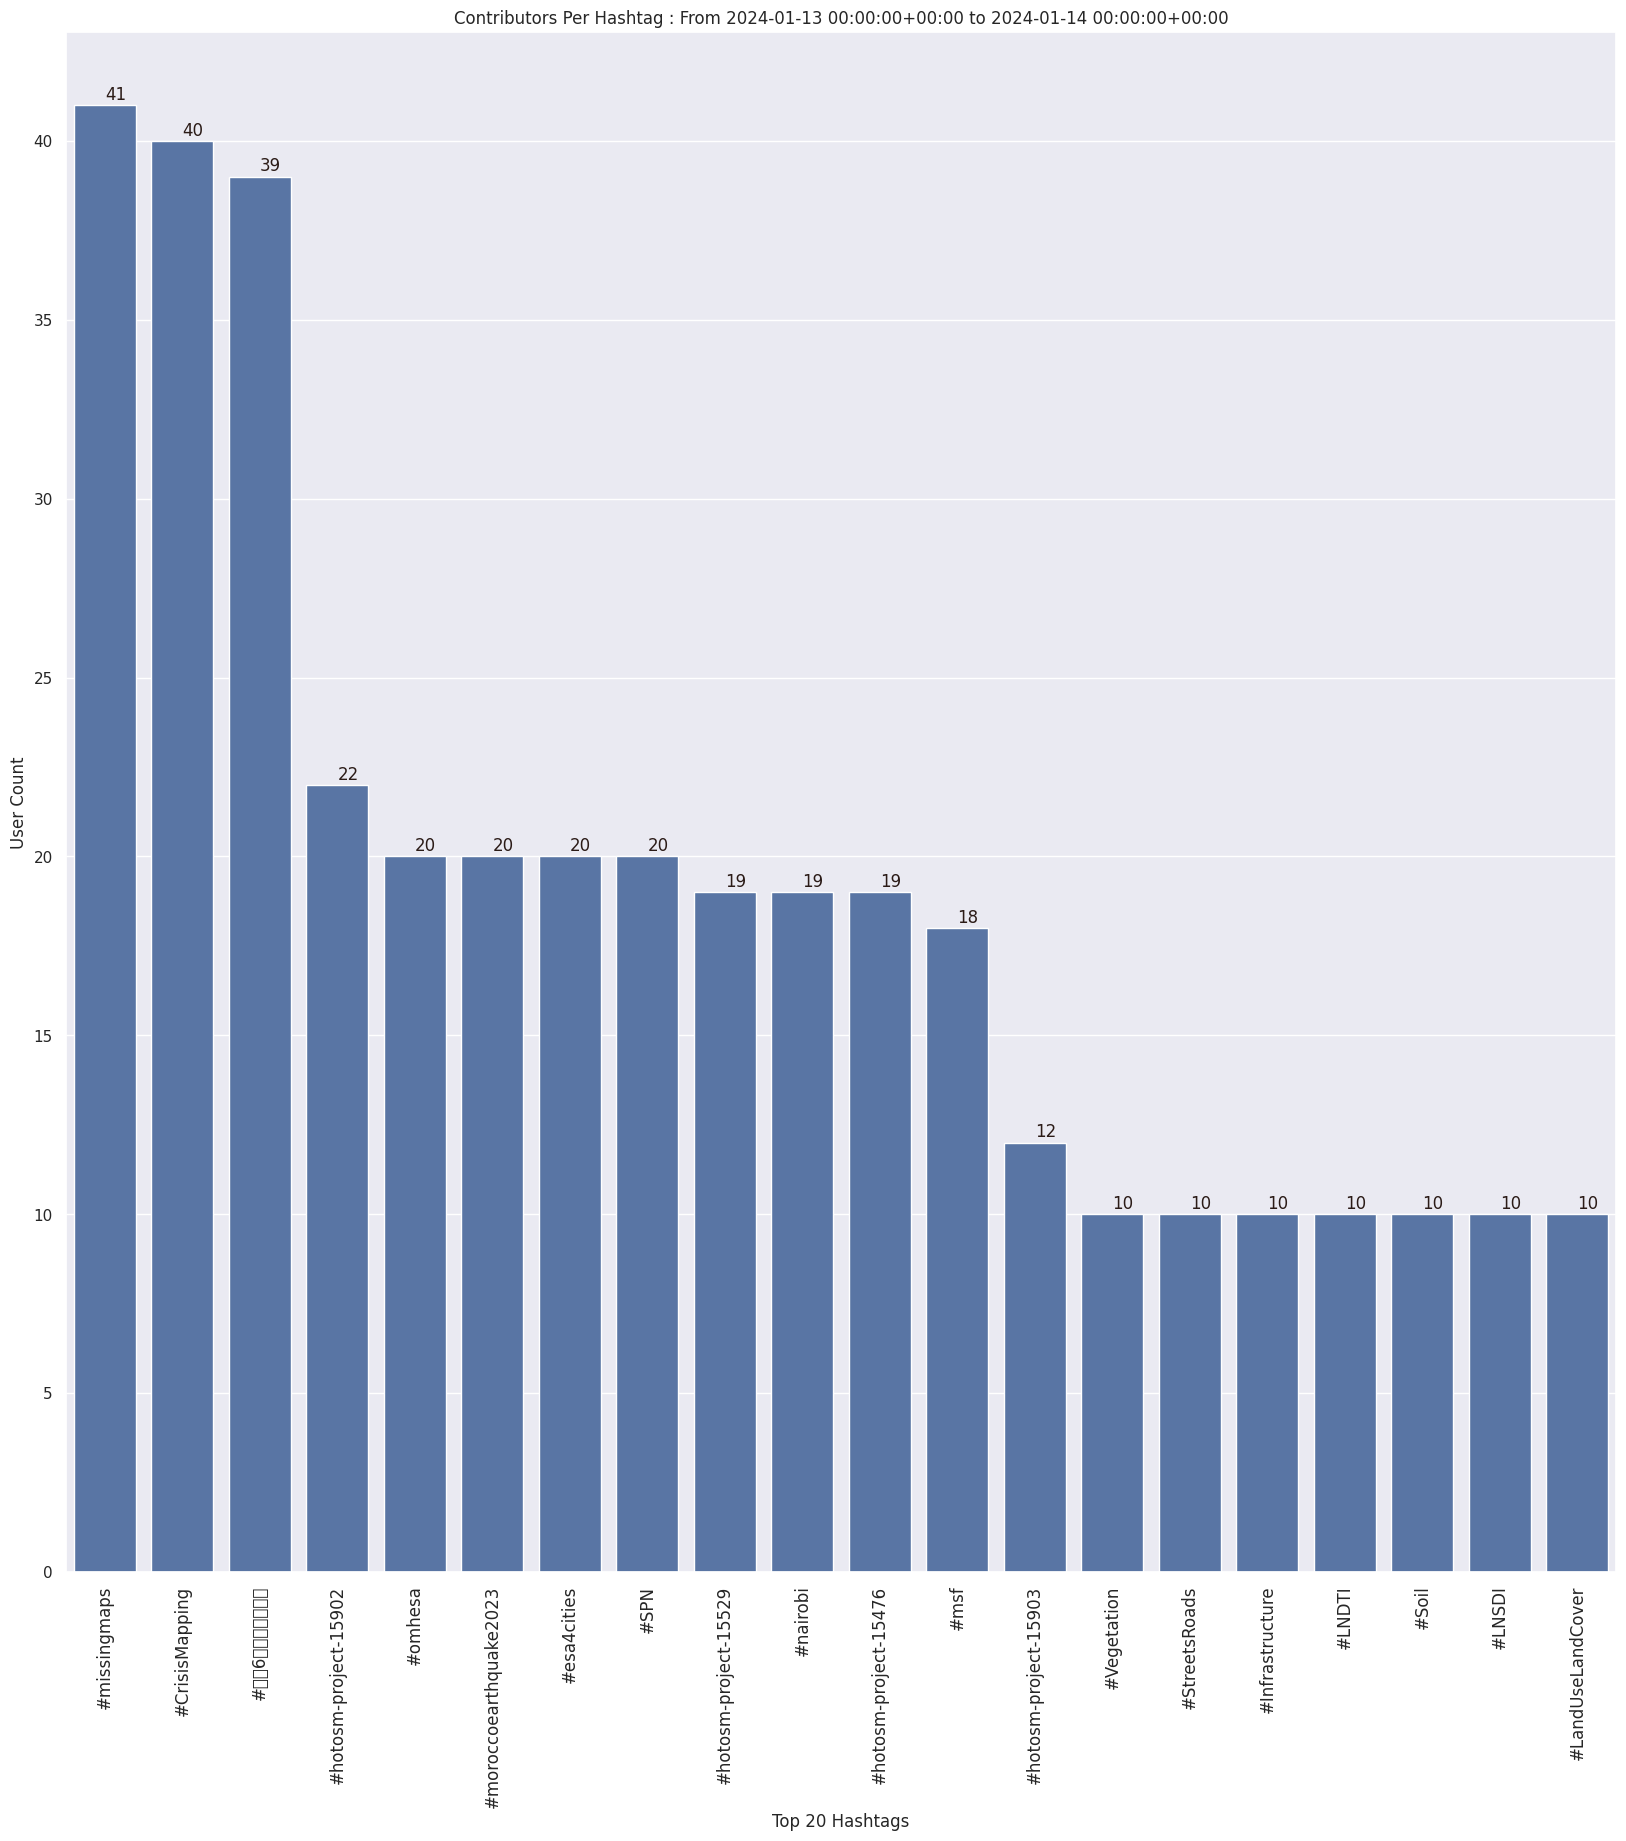 Contributors Per Hashtag : From 2024-01-13 00:00:00+00:00 to 2024-01-14 00:00:00+00:00
User Count
40
35
30
25
20
15
10
5
0
41
40
39
22
20
20
20
20
19
19
19
18
12
10
10
10
10
10
10
10
#missingmaps
#CrisisMapping
#hotosm-project-15902
#omhesa
#moroccoearthquake2023
#esa4cities
#SPN
#hotosm-project-15529
#nairobi
#hotosm-project-15476
#msf
#hotosm-project-15903
#Vegetation
#StreetsRoads
#Infrastructure
#LNDTI
#Soil
#LNSDI
#LandUseLandCover
Top 20 Hashtags